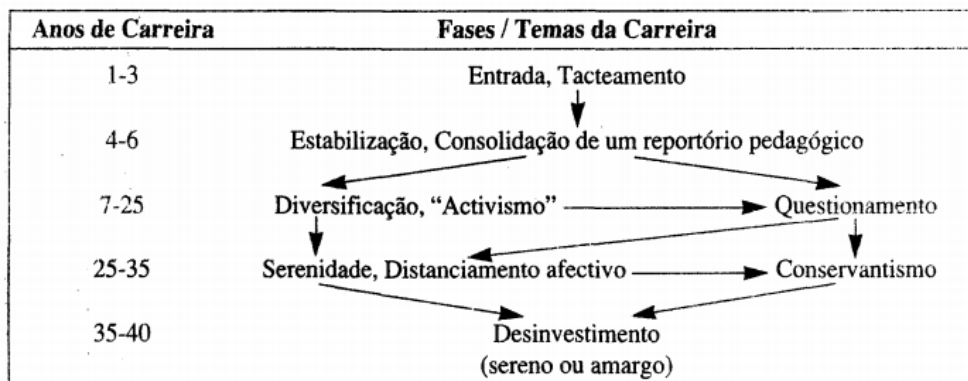 Anos de Carreira Fases / Temas da Carreira
1-3 Entrada, Tacteamento
4-6 Estabilização, Consolidação de um reportório pedagógico
7-25 Diversificação, “Activismo” Questionamento
25-35 Serenidade, Distanciamento afectivo Conservantismo
35-40 Desinvestimento
(sereno ou amargo)